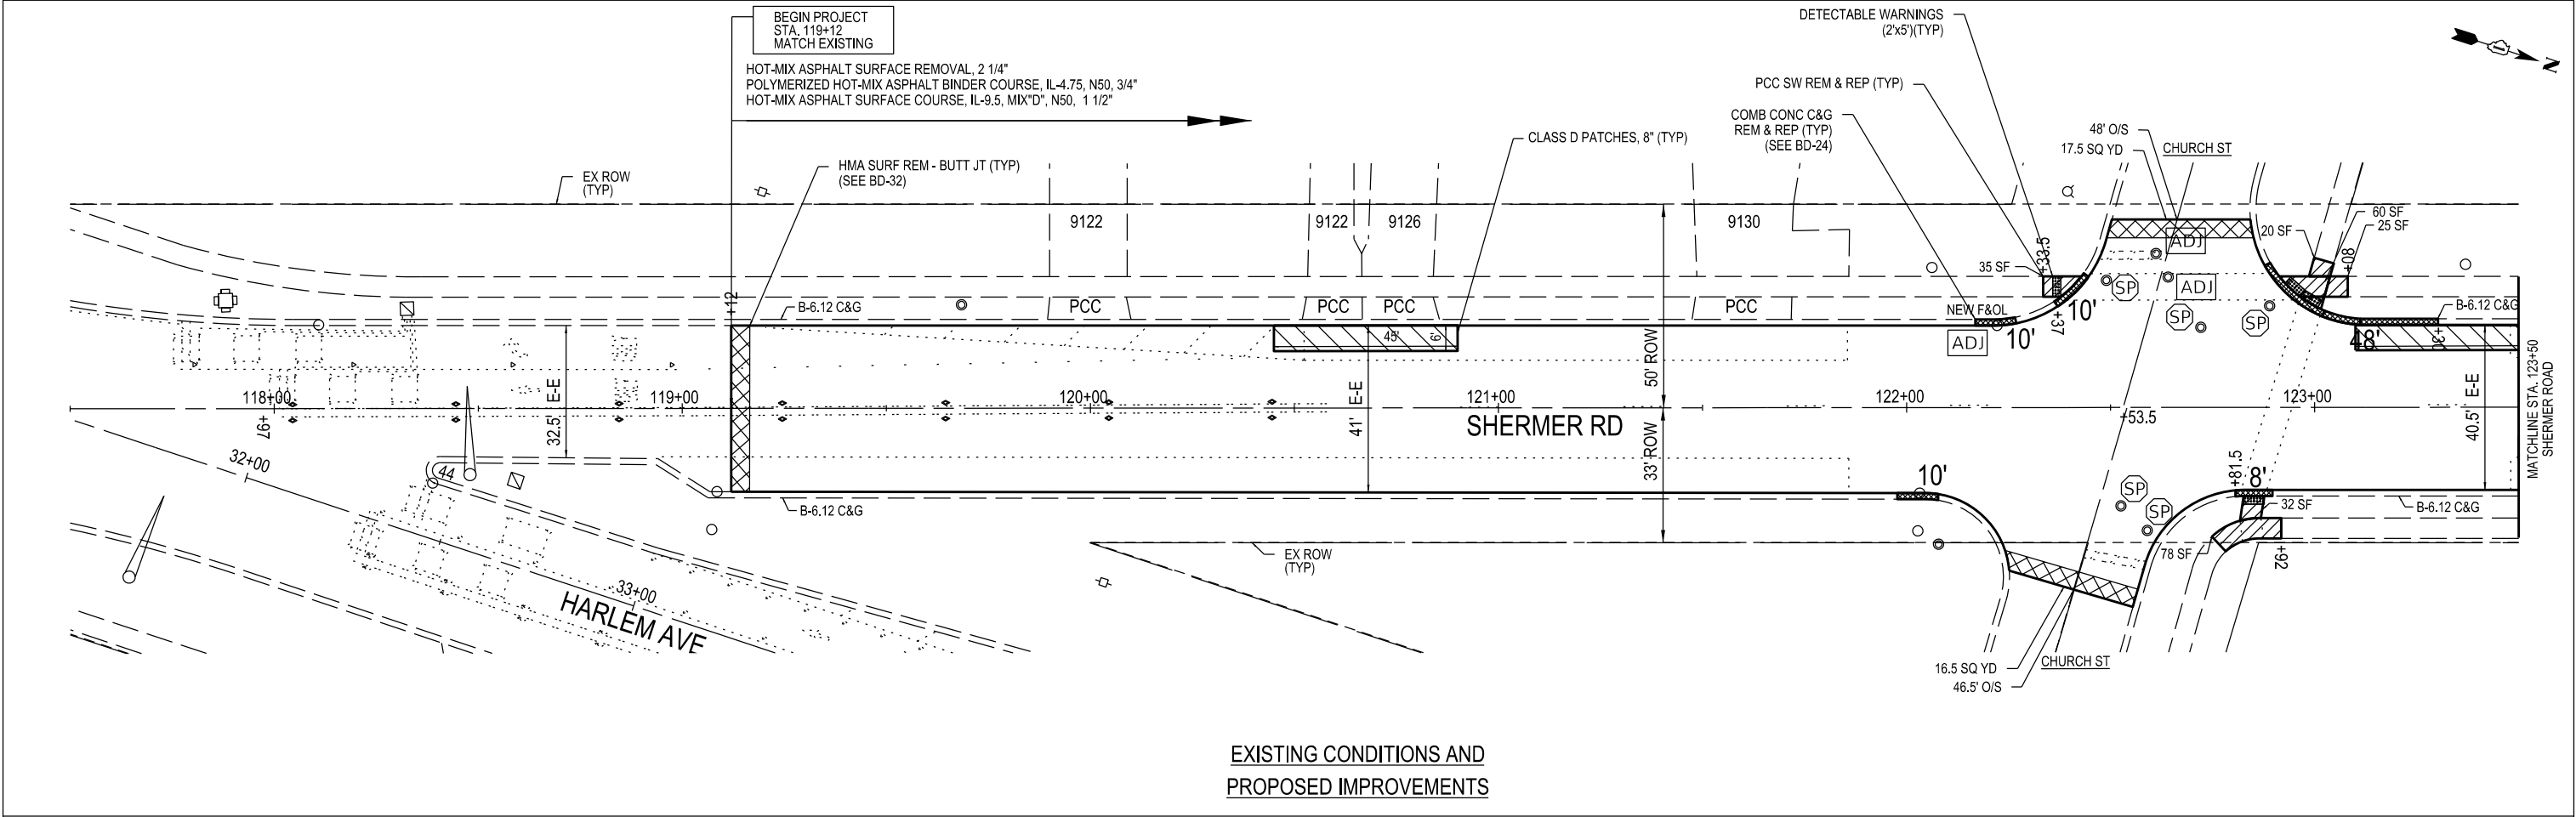 BEGIN PROJECT
STA. 119+12
MATCH EXISTING
HOT-MIX ASPHALT SURFACE REMOVAL, 2 1/4"
POLYMERIZED HOT-MIX ASPHALT BINDER COURSE, IL-4.75, N50, 3/4"
HOT-MIX ASPHALT SURFACE COURSE, IL-9.5, MIX"D", N50, 1 1/2"
DETECTABLE WARNINGS
(2'x5')(TYP)
N
PCC SW REM & REP (TYP)
COMB CONC C&G
REM & REP (TYP)
(SEE BD-24)
CLASS D PATCHES, 8" (TYP)
48' O/S
17.5 SQ YD
CHURCH ST
HMA SURF REM - BUTT JT (TYP)
(SEE BD-32)
EX ROW
(TYP)
9122
9122
9126
9130
60 SF
25 SF
20 SF
ADJ
+33.5
+08
35 SF
SP
ADJ
+12
B-6.12 C&G
PCC
PCC
PCC
PCC
NEW F&OL
10'
+37
10'
SP
SP
B-6.12 C&G
45'
6'
ADJ
48'
+30
50' ROW
MATCHLINE STA. 123+50
SHERMER ROAD
118+00
119+00
120+00
121+00
122+00
123+00
+97
32.5' E-E
41' E-E
SHERMER RD
+53.5
40.5' E-E
33' ROW
32+00
44
10'
+81.5
8'
SP
SP
B-6.12 C&G
32 SF
B-6.12 C&G
EX ROW
(TYP)
78 SF
+92
33+00
HARLEM AVE
16.5 SQ YD
46.5' O/S
CHURCH ST
EXISTING CONDITIONS AND
PROPOSED IMPROVEMENTS